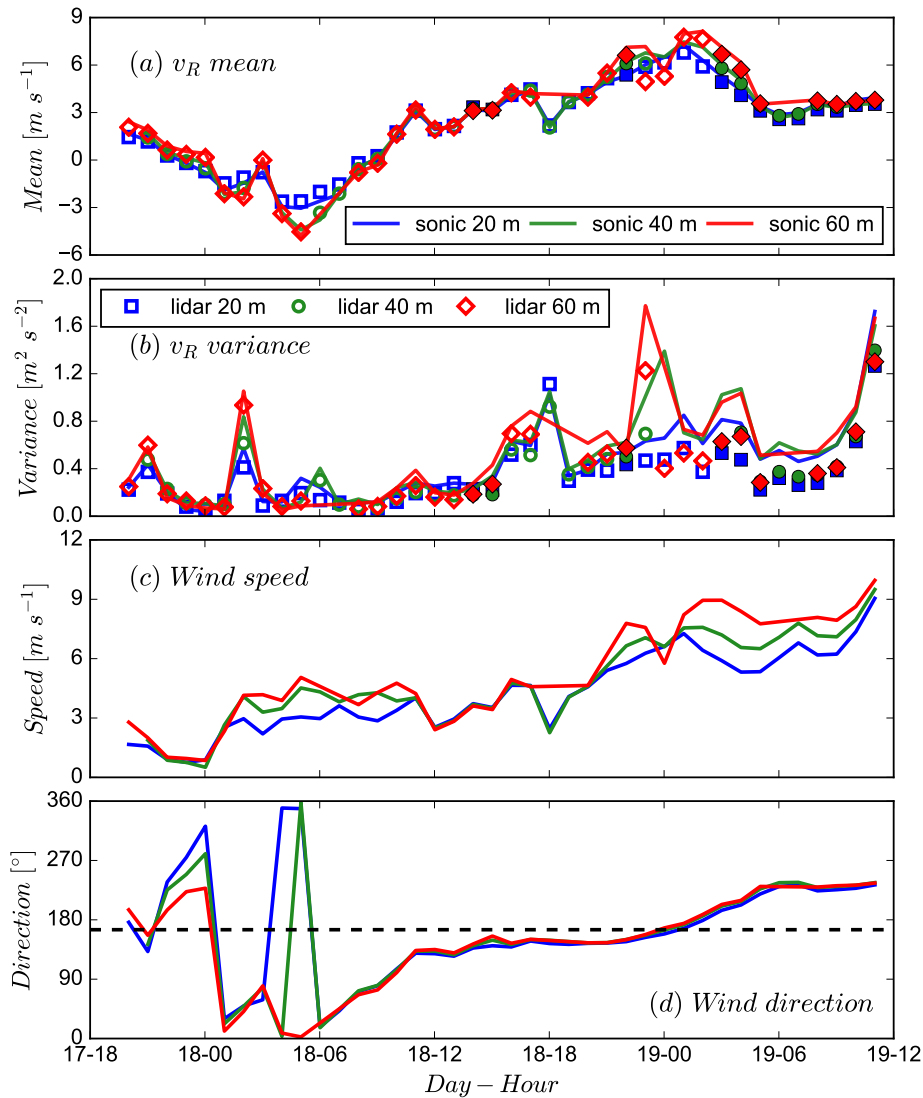 9
6
3
0
−3
−6
Mean [m s⁻¹]
(a) v_R mean
sonic 20 m
sonic 40 m
sonic 60 m
2.0
1.6
1.2
0.8
0.4
0.0
Variance [m² s⁻²]
lidar 20 m
lidar 40 m
lidar 60 m
(b) v_R variance
12
9
6
3
0
Speed [m s⁻¹]
(c) Wind speed
360
270
180
90
0
Direction [°]
(d) Wind direction
17-18
18-00
18-06
18-12
18-18
19-00
19-06
19-12
Day − Hour